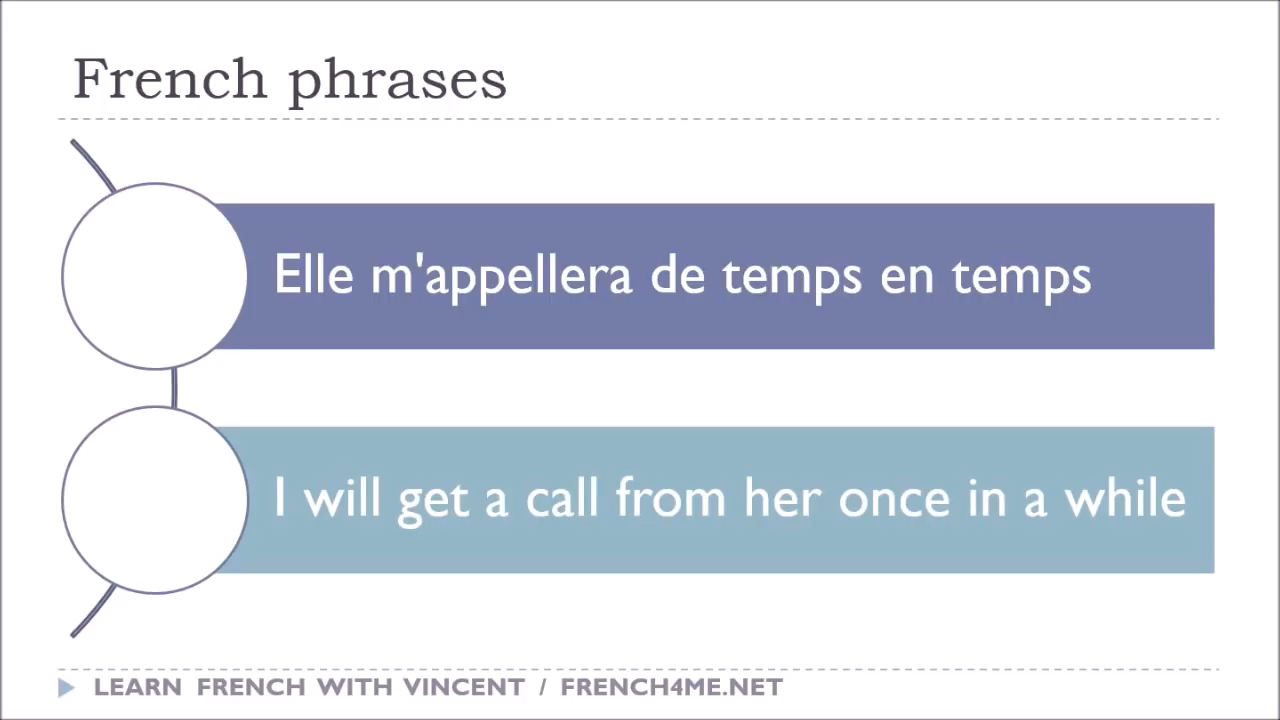 French phrases
Elle m'appellera de temps en temps
I will get a call from her once in a while
LEARN FRENCH WITH VINCENT / FRENCH4ME.NET